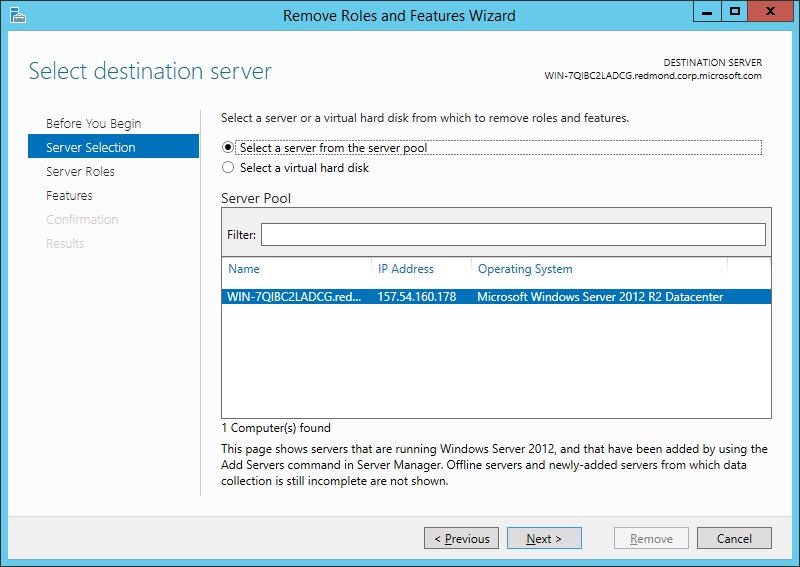 Remove Roles and Features Wizard
Select destination server
DESTINATION SERVER
WIN-7QIBC2LADCG.redmond.corp.microsoft.com
Before You Begin
Server Selection
Server Roles
Features
Confirmation
Results
Select a server or a virtual hard disk from which to remove roles and features.
Select a server from the server pool
Select a virtual hard disk
Server Pool
Filter:
Name IP Address Operating System
WIN-7QIBC2LADCG.red... 157.54.160.178 Microsoft Windows Server 2012 R2 Datacenter
1 Computer(s) found
This page shows servers that are running Windows Server 2012, and that have been added by using the
Add Servers command in Server Manager. Offline servers and newly-added servers from which data
collection is still incomplete are not shown.
< Previous Next > Remove Cancel